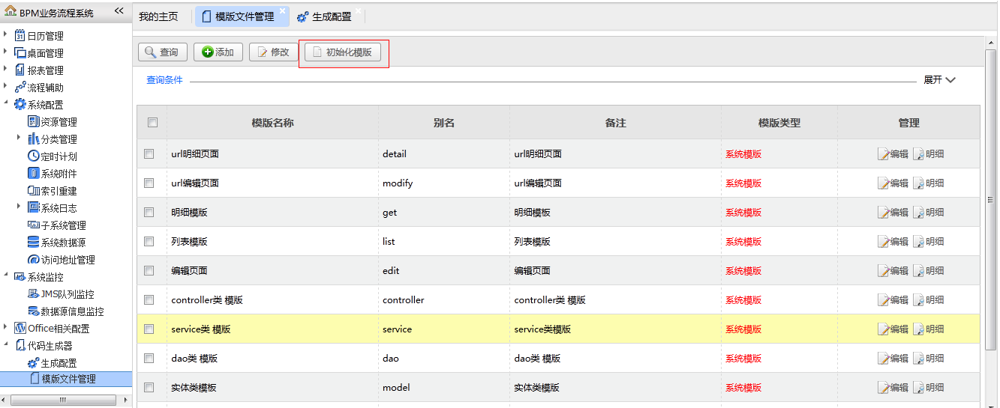 BPM业务流程系统
日历管理
桌面管理
报表管理
流程辅助
系统配置
资源管理
分类管理
定时计划
系统附件
索引重建
系统日志
子系统管理
系统数据源
访问地址管理
系统监控
JMS队列监控
数据源信息监控
Office相关配置
代码生成器
生成配置
模版文件管理
我的主页 模版文件管理 生成配置
查询 添加 修改 初始化模版
查询条件 展开
模版名称 别名 备注 模版类型 管理
url明细页面 detail url明细页面 系统模版 编辑 明细
url编辑页面 modify url编辑页面 系统模版 编辑 明细
明细模版 get 明细模板 系统模版 编辑 明细
列表模版 list 列表模版 系统模版 编辑 明细
编辑页面 edit 编辑页面 系统模版 编辑 明细
controller类 模版 controller controller类 模版 系统模版 编辑 明细
service类 模版 service service类模版 系统模版 编辑 明细
dao类 模版 dao dao类 模版 系统模版 编辑 明细
实体类模板 model 实体类模版 系统模版 编辑 明细